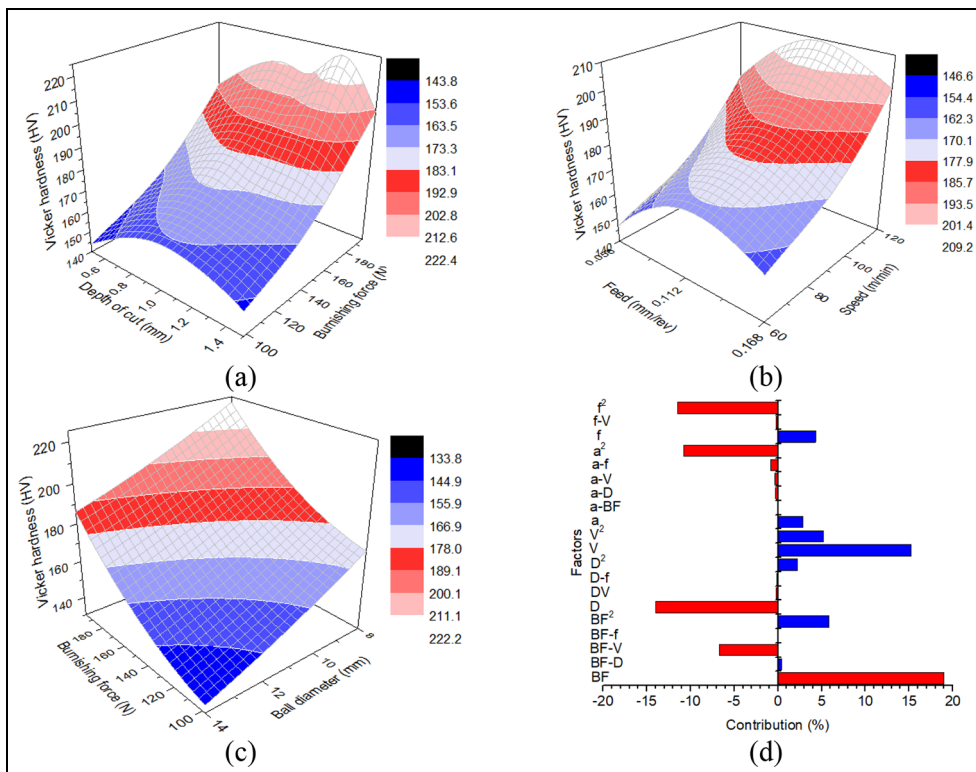 220
210
200
190
180
170
160
150
140
Vicker hardness (HV)
0.6
0.8
1.0
1.2
1.4
Depth of cut (mm)
100
120
140
160
180
Burnishing force (N)
143.8
153.6
163.5
173.3
183.1
192.9
202.8
212.6
222.4
(a)
210
200
190
180
170
160
150
140
Vicker hardness (HV)
0.112
0.168
Feed (mm/rev)
60
80
100
120
Speed (m/min)
146.6
154.4
162.3
170.1
177.9
185.7
193.5
201.4
209.2
(b)
220
200
180
160
140
Vicker hardness (HV)
180
160
140
120
100
Burnishing force (N)
14
12
10
8
Ball diameter (mm)
133.8
144.9
155.9
166.9
178.0
189.1
200.1
211.1
222.2
(c)
Factors
f²
f-V
f
a²
a-f
a-V
a-D
a-BF
a
V²
V
D²
D-f
DV
D
BF²
BF-f
BF-V
BF-D
BF
-20 -15 -10 -5 0 5 10 15 20
Contribution (%)
(d)